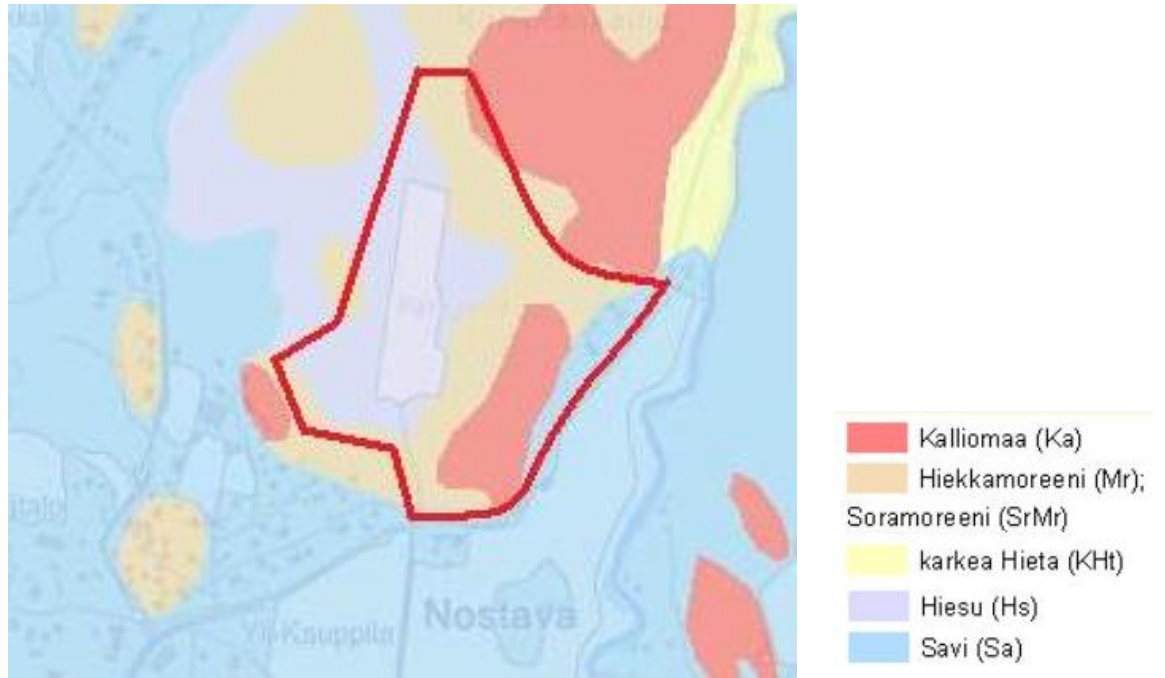 Nostava
Yli-Kauppila
Kalliomaa (Ka)
Hiekkamoreeni (Mr);
Soramoreeni (SrMr)
karkea Hieta (KHt)
Hiesu (Hs)
Savi (Sa)